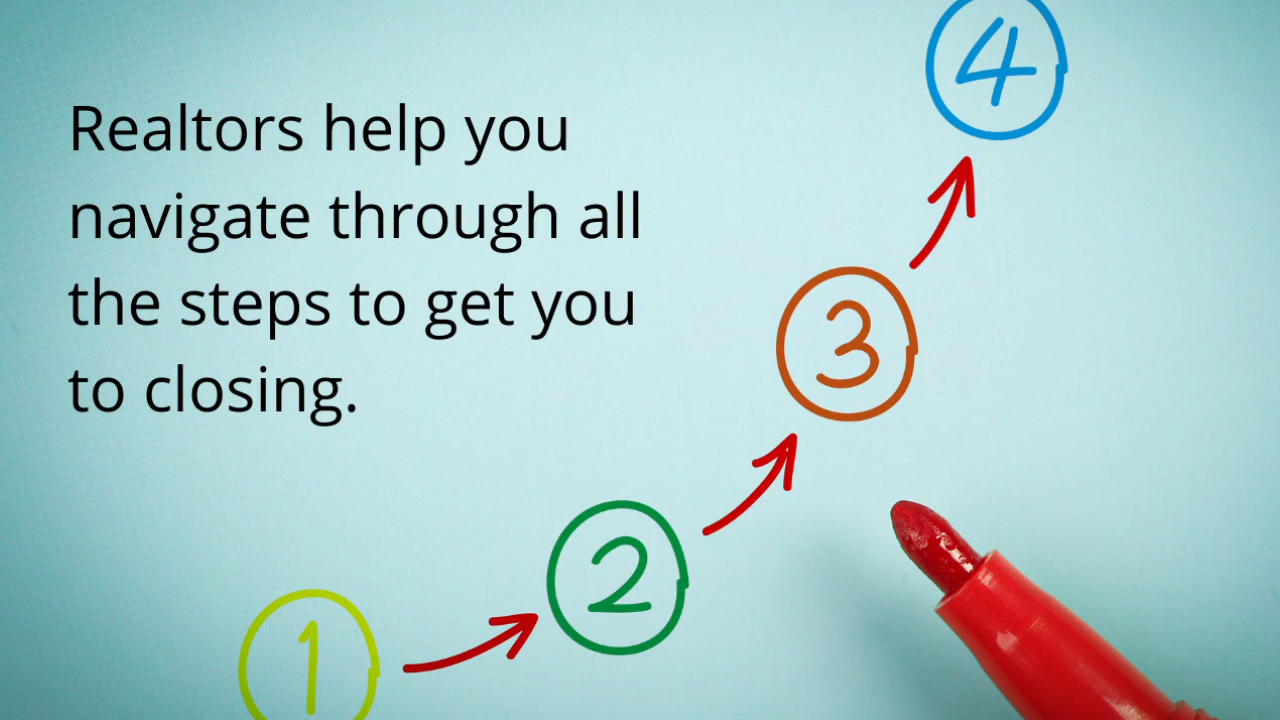 Realtors help you
navigate through all
the steps to get you
to closing.
4
3
2
1